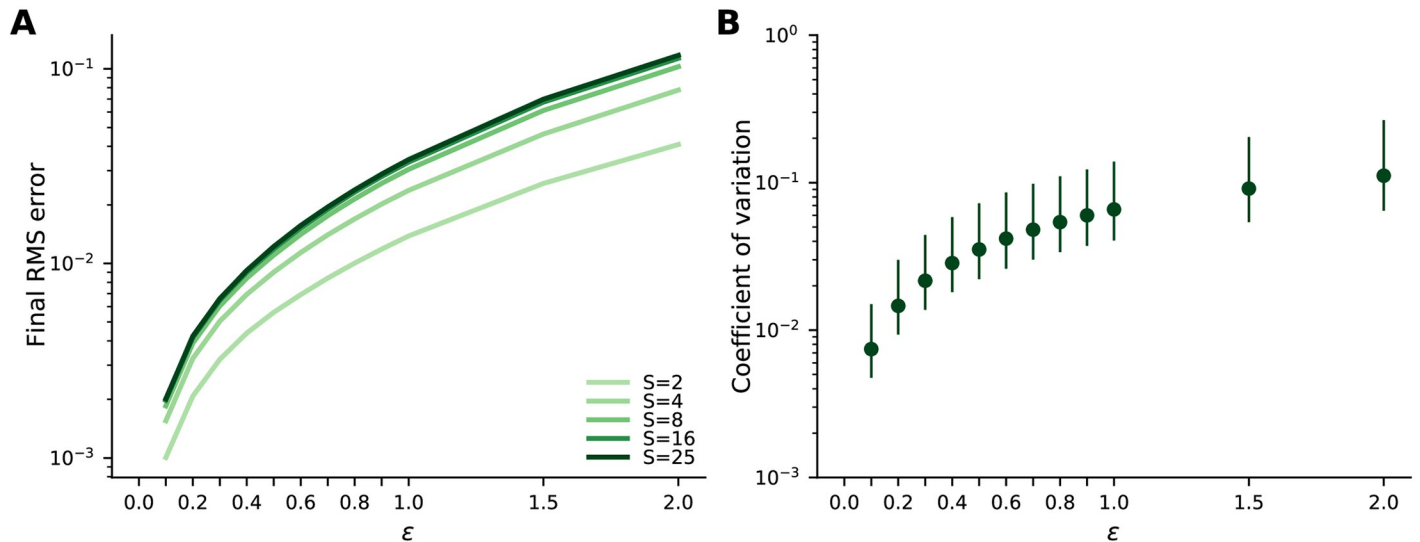 A
Final RMS error
10⁻¹
10⁻²
10⁻³
0.0 0.2 0.4 0.6 0.8 1.0 1.5 2.0
ε
S=2
S=4
S=8
S=16
S=25
B
Coefficient of variation
10⁰
10⁻¹
10⁻²
10⁻³
0.0 0.2 0.4 0.6 0.8 1.0 1.5 2.0
ε